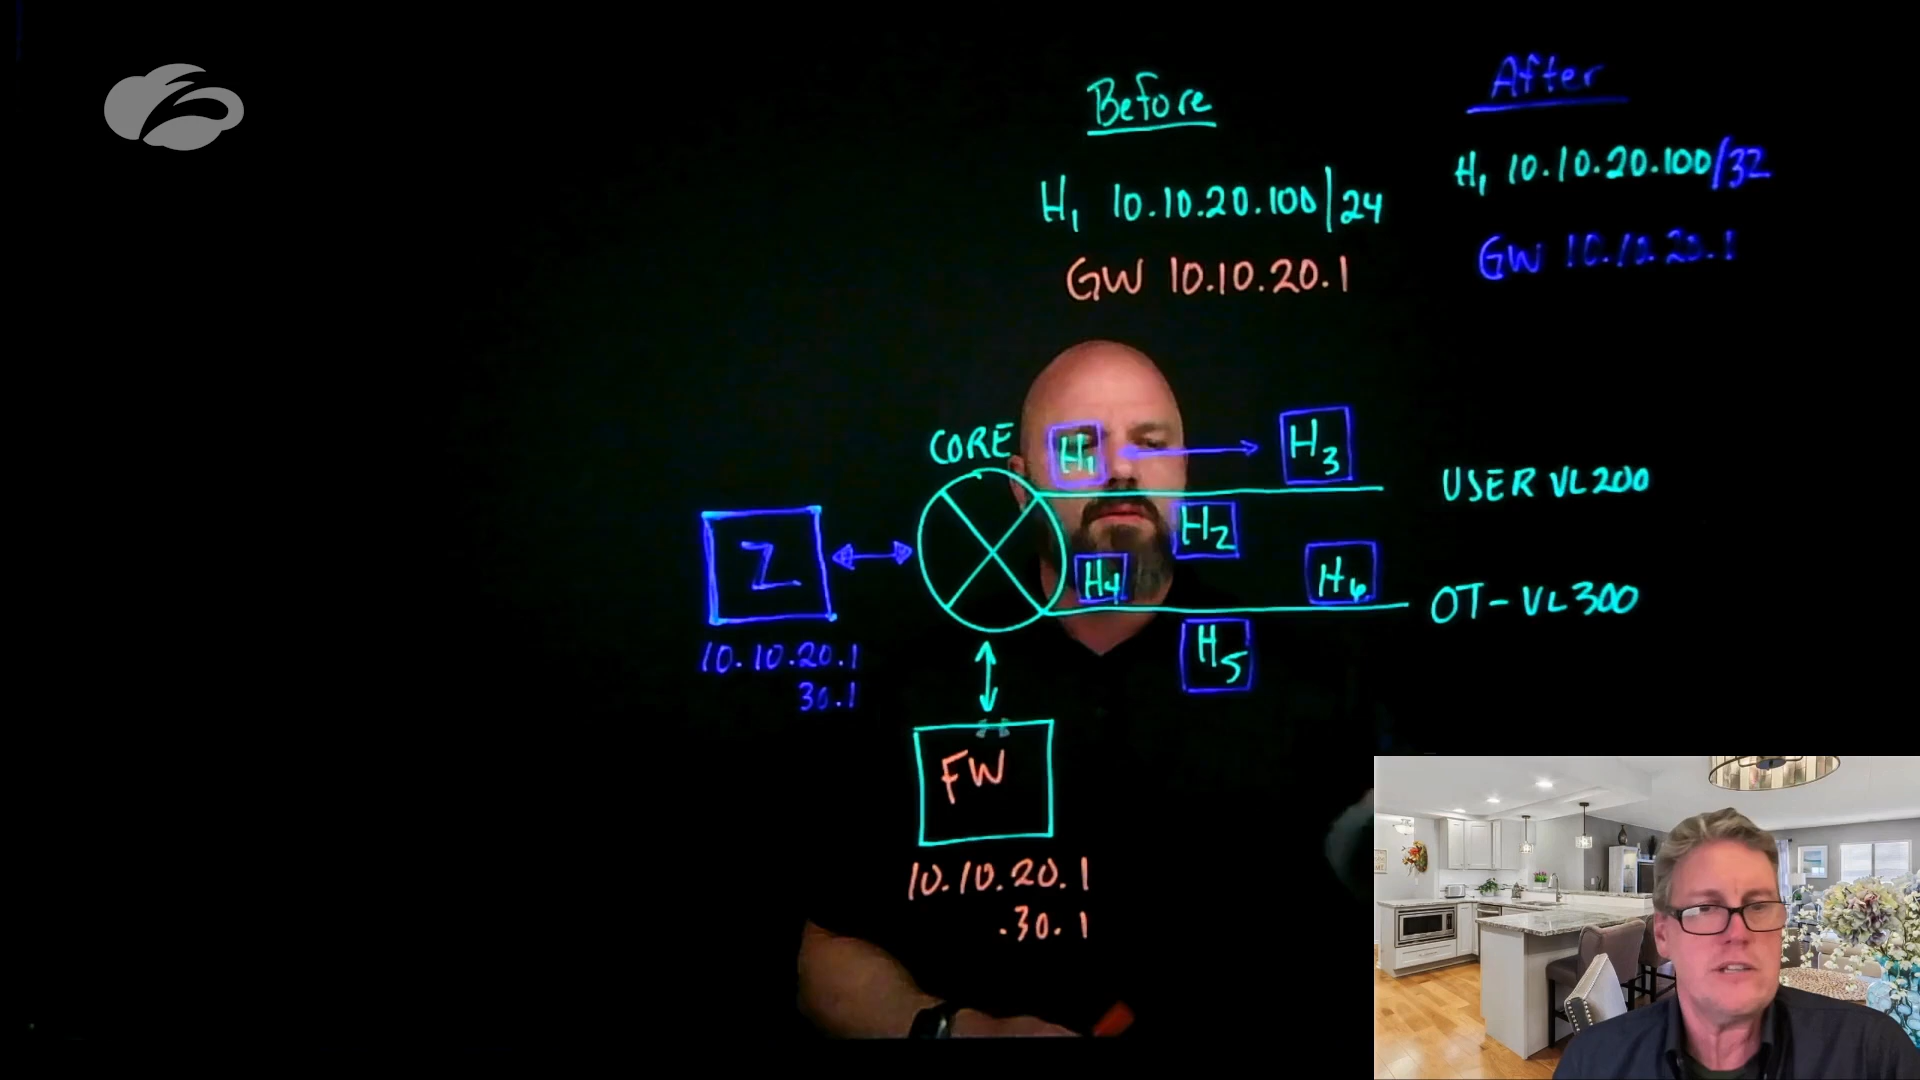 Before
H1 10.10.20.100/24
GW 10.10.20.1
After
H1 10.10.20.100/32
GW 10.10.20.1
CORE
H1
H3
USER VL200
H2
Z
H4
H6
OT-VL300
H5
10.10.20.1
30.1
FW
10.10.20.1
.30.1